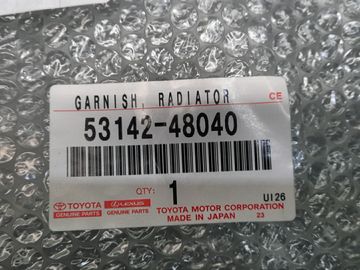 GARNISH, RADIATOR CE
53142-48040
QTY: 1 UI26
TOYOTA LEXUS TOYOTA MOTOR CORPORATION
GENUINE PARTS GENUINE PARTS MADE IN JAPAN 23